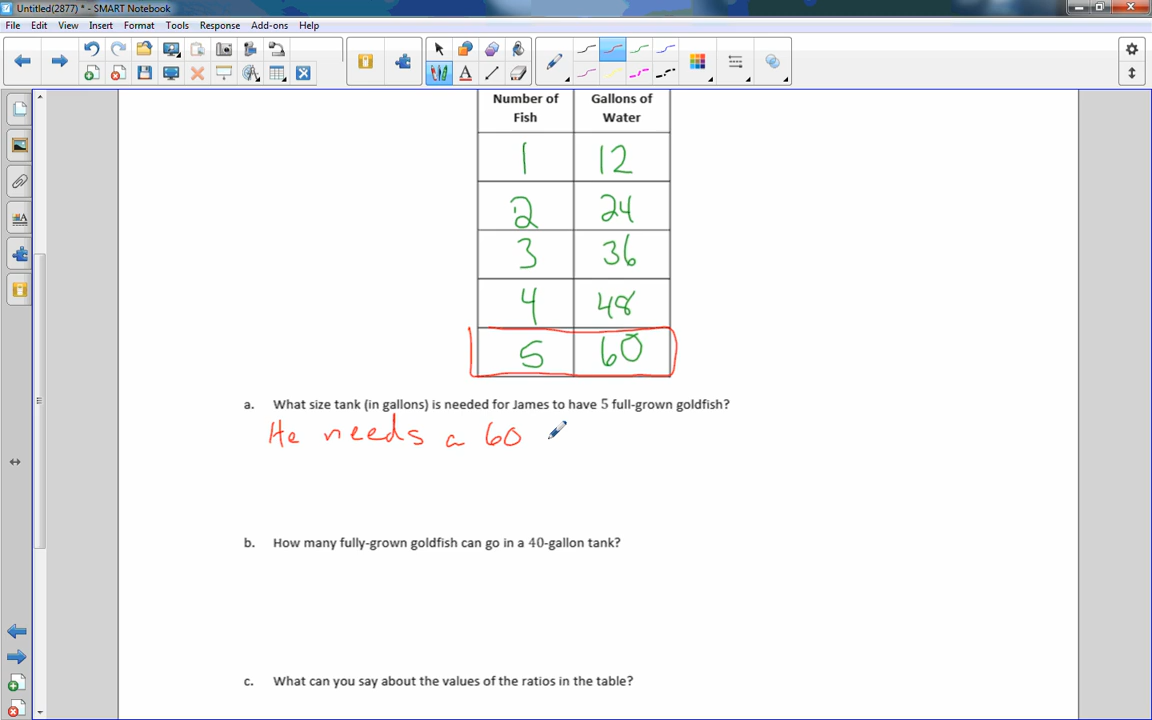 Untitled(2877) * - SMART Notebook
File Edit View Insert Format Tools Response Add-ons Help
Number of Fish Gallons of Water
1 12
2 24
3 36
4 48
5 60
a. What size tank (in gallons) is needed for James to have 5 full-grown goldfish?
He needs a 60
b. How many fully-grown goldfish can go in a 40-gallon tank?
c. What can you say about the values of the ratios in the table?